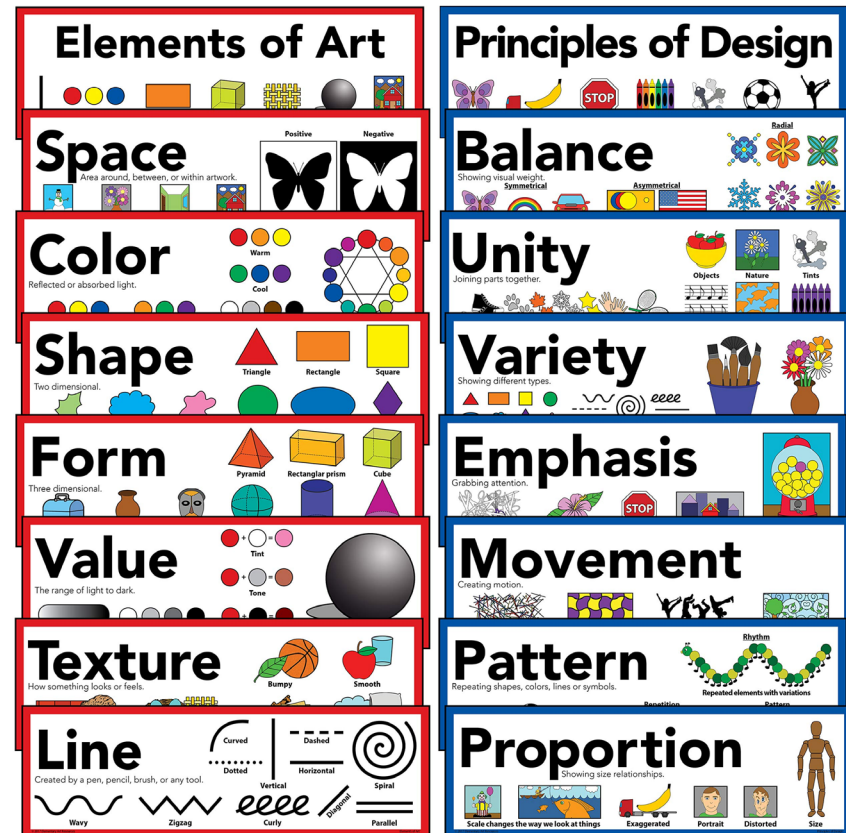 Elements of Art
Space
Area around, between, or within artwork.
Positive
Negative
Color
Reflected or absorbed light.
Warm
Cool
Shape
Two dimensional.
Triangle
Rectangle
Square
Form
Three dimensional.
Pyramid
Rectanglar prism
Cube
Value
The range of light to dark.
+ =
Tint
+ =
Tone
+ =
Texture
How something looks or feels.
Bumpy
Smooth
Line
Created by a pen, pencil, brush, or any tool.
Curved
Dashed
Dotted
Horizontal
Vertical
Spiral
Wavy
Zigzag
Curly
Diagonal
Parallel
Principles of Design
STOP
Balance
Showing visual weight.
Symmetrical
Asymmetrical
Radial
Unity
Joining parts together.
Objects
Nature
Tints
Variety
Showing different types.
Emphasis
Grabbing attention.
STOP
Movement
Creating motion.
Pattern
Repeating shapes, colors, lines or symbols.
Rhythm
Repeated elements with variations
Repetition
Pattern
Proportion
Showing size relationships.
Scale changes the way we look at things
Exaggerated
Portrait
Distorted
Size